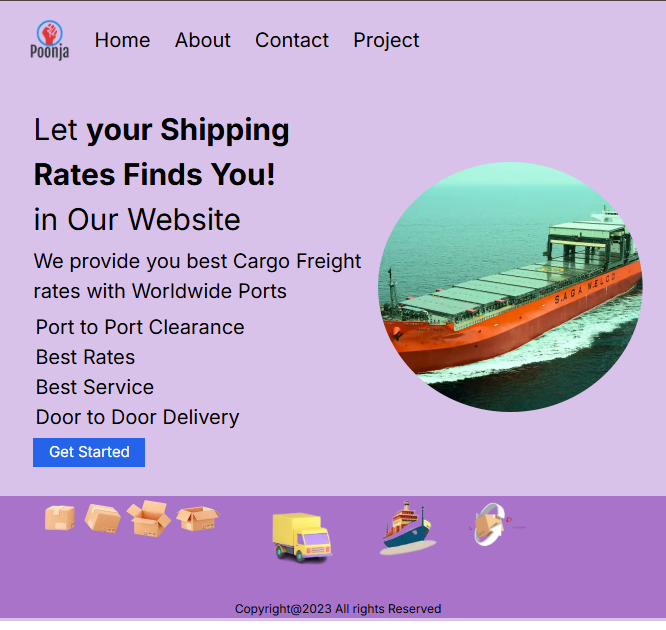 Poonja
Home About Contact Project
Let your Shipping
Rates Finds You!
in Our Website
We provide you best Cargo Freight
rates with Worldwide Ports
Port to Port Clearance
Best Rates
Best Service
Door to Door Delivery
Get Started
SAGA WELCO
Copyright@2023 All rights Reserved